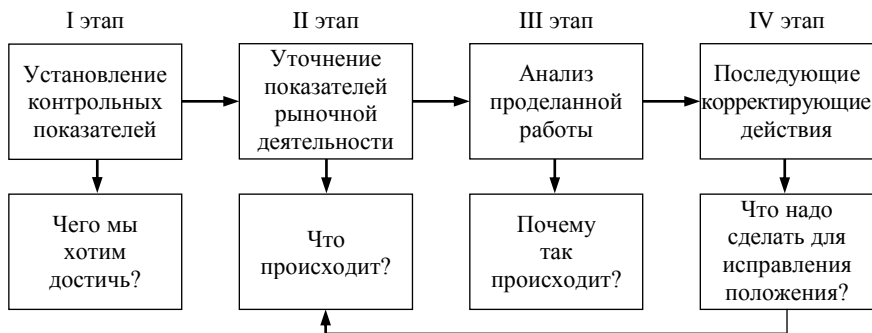 I этап
II этап
III этап
IV этап
Установление
контрольных
показателей
Уточнение
показателей
рыночной
деятельности
Анализ
проделанной
работы
Последующие
корректирующие
действия
Чего мы
хотим
достичь?
Что
происходит?
Почему
так
происходит?
Что надо
сделать для
исправления
положения?